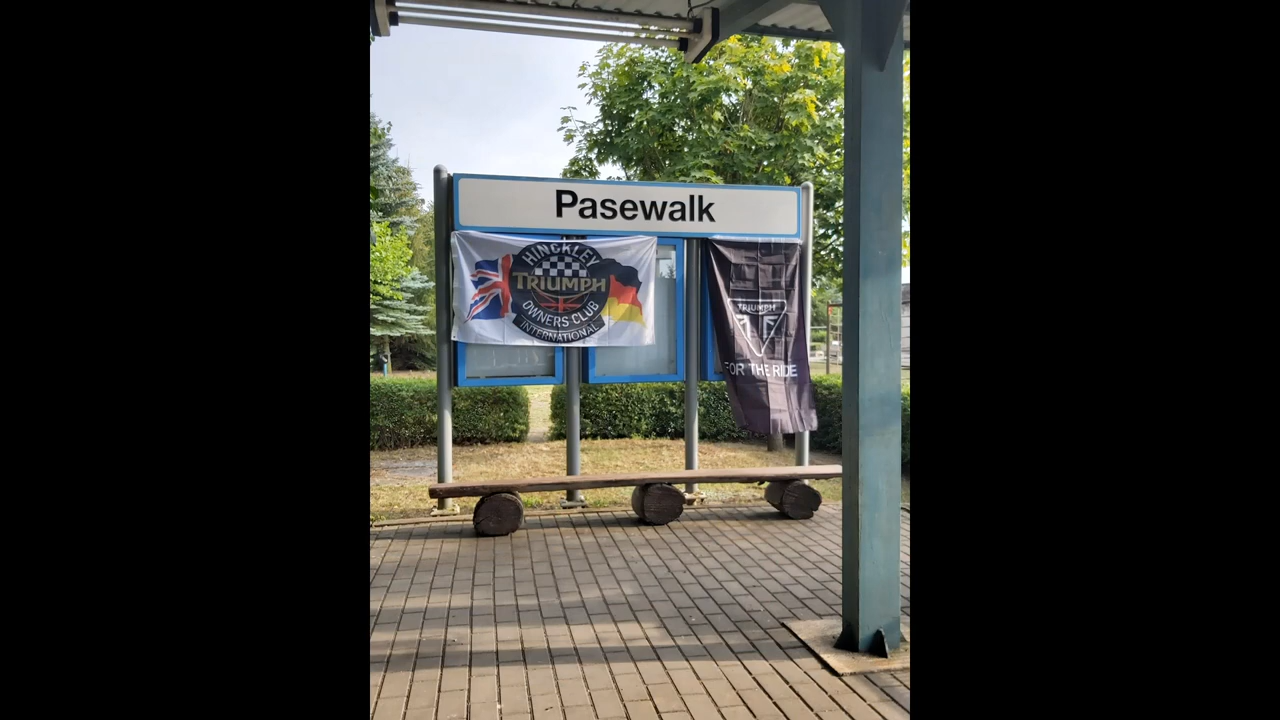 Pasewalk
HINCKLEY
TRIUMPH
OWNERS CLUB
INTERNATIONAL
TRIUMPH
FOR THE RIDE